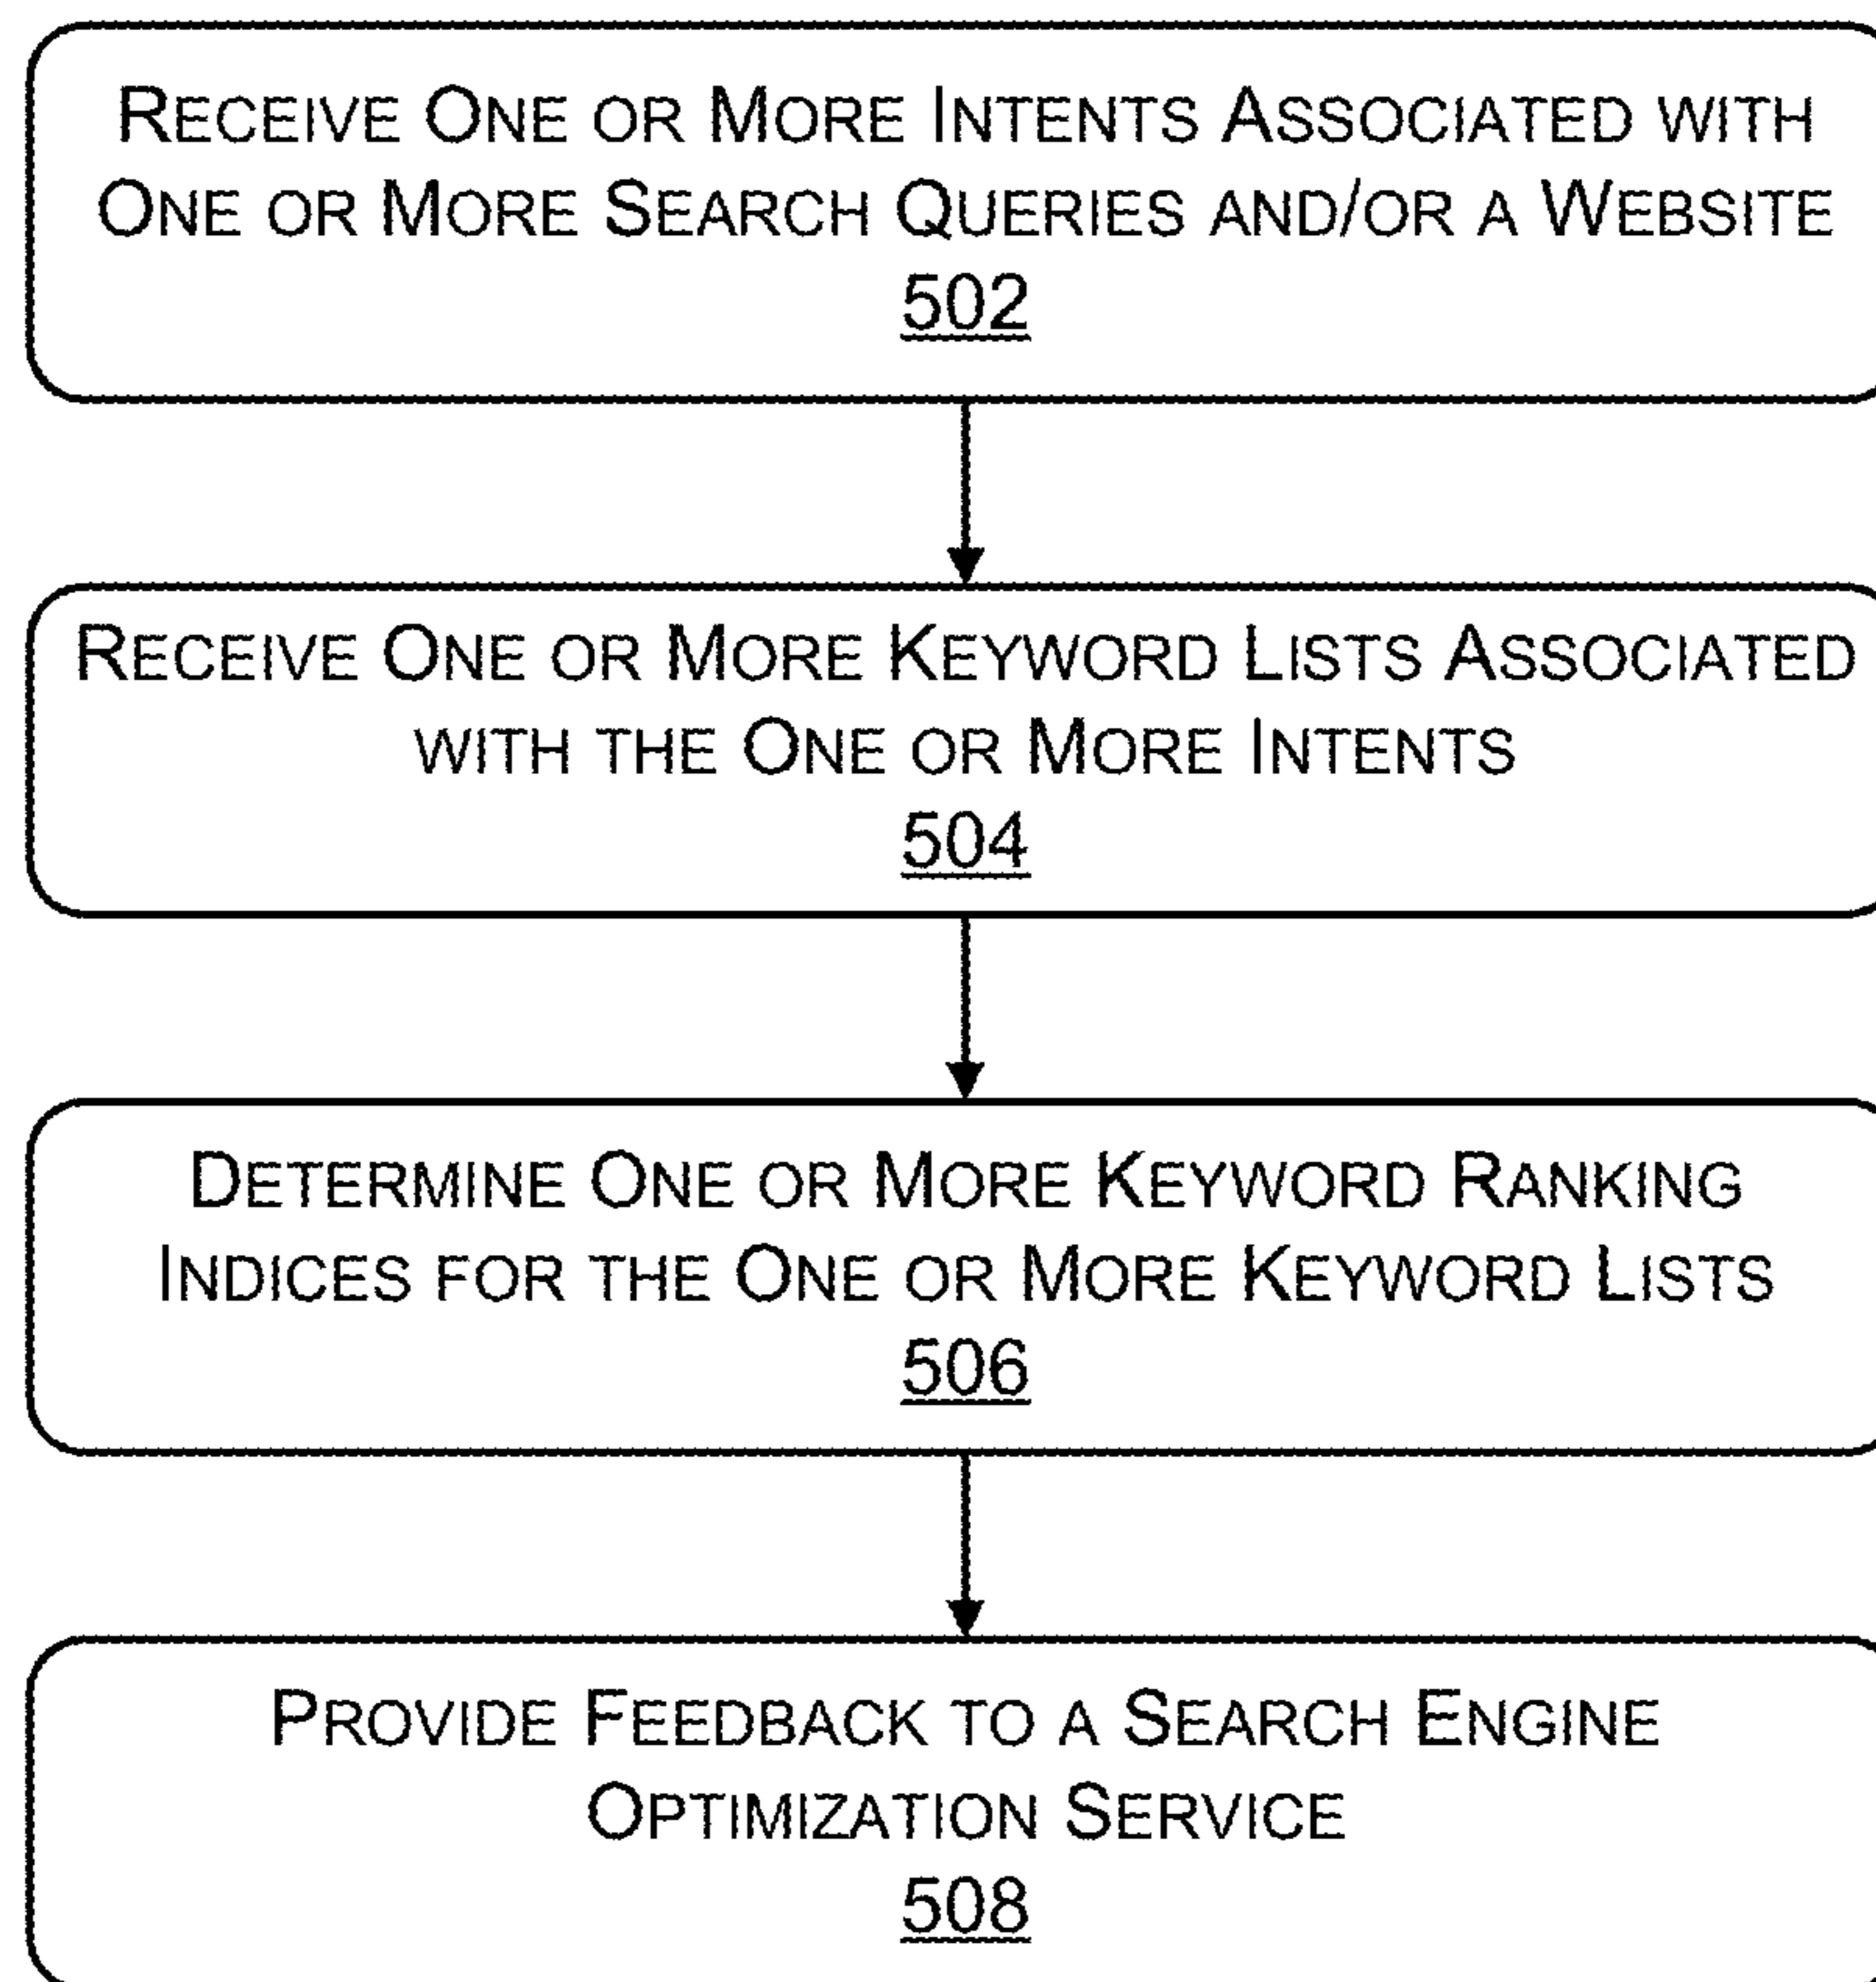 Receive One or More Intents Associated with
One or More Search Queries and/or a Website
502
Receive One or More Keyword Lists Associated
with the One or More Intents
504
Determine One or More Keyword Ranking
Indices for the One or More Keyword Lists
506
Provide Feedback to a Search Engine
Optimization Service
508